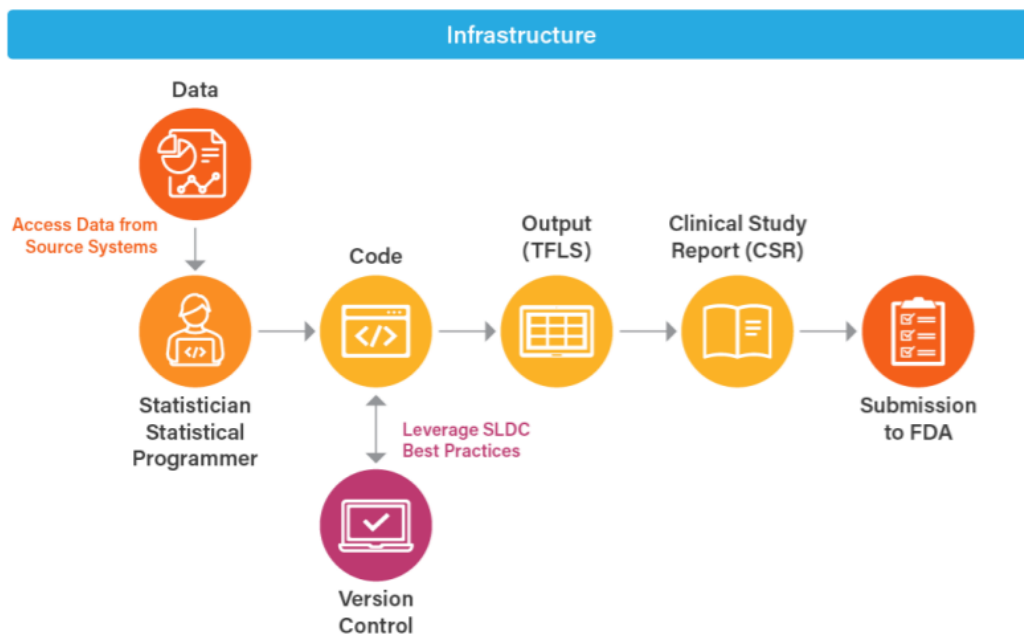 Infrastructure
Data
Access Data from
Source Systems
Statistician
Statistical
Programmer
Code
</>
</>
Leverage SLDC
Best Practices
Version
Control
Output
(TFLS)
Clinical Study
Report (CSR)
Submission
to FDA